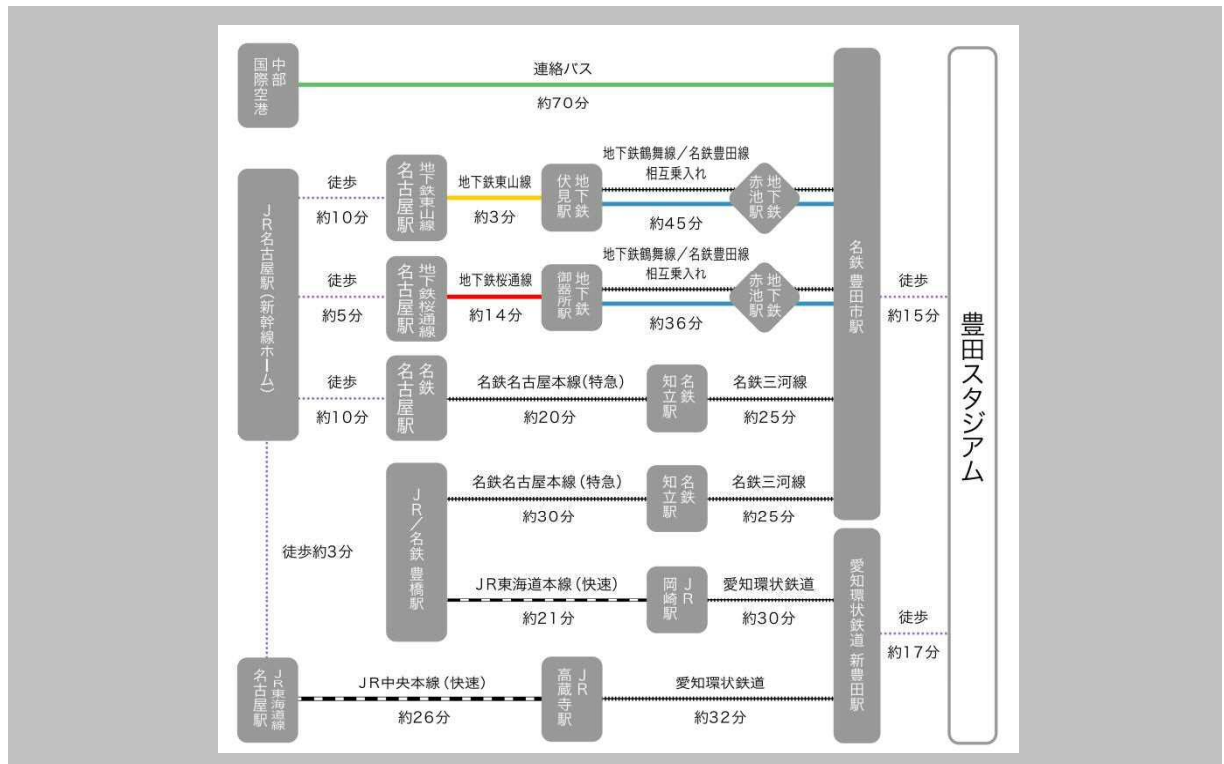 中部
国際空港
連絡バス
約70分
JR名古屋駅(新幹線ホーム)
徒歩
約10分
地下鉄東山線
名古屋駅
地下鉄東山線
約3分
地下鉄
伏見駅
地下鉄鶴舞線/名鉄豊田線
相互乗入れ
約45分
地下鉄
赤池駅
徒歩
約5分
地下鉄桜通線
名古屋駅
地下鉄桜通線
約14分
地下鉄
御器所駅
地下鉄鶴舞線/名鉄豊田線
相互乗入れ
約36分
地下鉄
赤池駅
徒歩
約10分
名鉄
名古屋駅
名鉄名古屋本線(特急)
約20分
名鉄
知立駅
名鉄三河線
約25分
名鉄 豊田市駅
徒歩
約15分
豊田スタジアム
JR/名鉄 豊橋駅
名鉄名古屋本線(特急)
約30分
名鉄
知立駅
名鉄三河線
約25分
徒歩約3分
JR東海道本線(快速)
約21分
JR
岡崎駅
愛知環状鉄道
約30分
愛知環状鉄道 新豊田駅
徒歩
約17分
JR東海道線
名古屋駅
JR中央本線(快速)
約26分
JR
高蔵寺駅
愛知環状鉄道
約32分